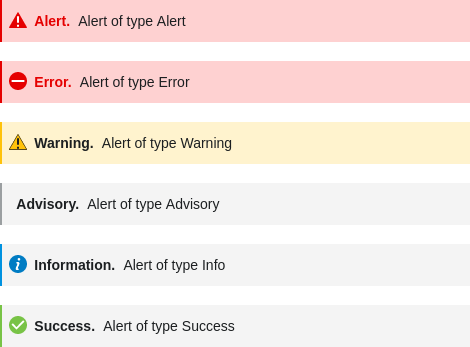 Alert. Alert of type Alert
Error. Alert of type Error
Warning. Alert of type Warning
Advisory. Alert of type Advisory
Information. Alert of type Info
Success. Alert of type Success